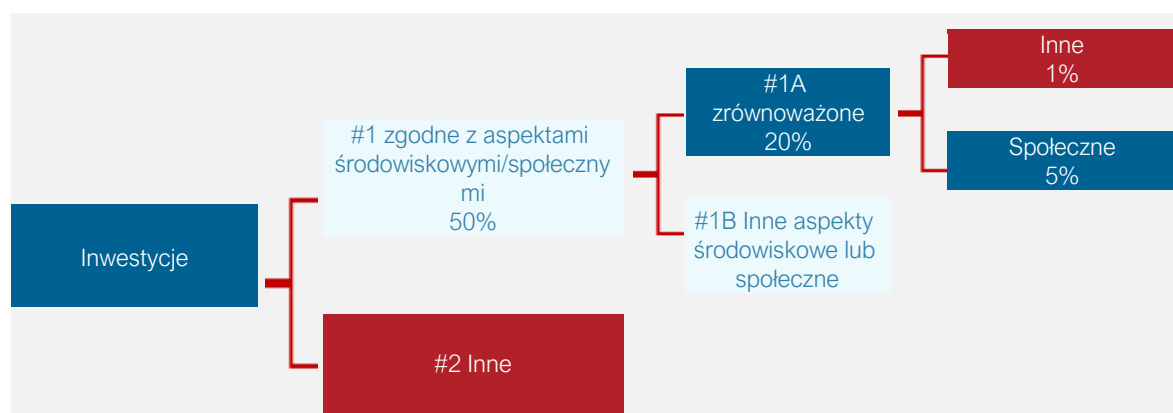 Inwestycje
#1 zgodne z aspektami
środowiskowymi/społeczny
mi
50%
#2 Inne
#1A
zrównoważone
20%
#1B Inne aspekty
środowiskowe lub
społeczne
Inne
1%
Społeczne
5%